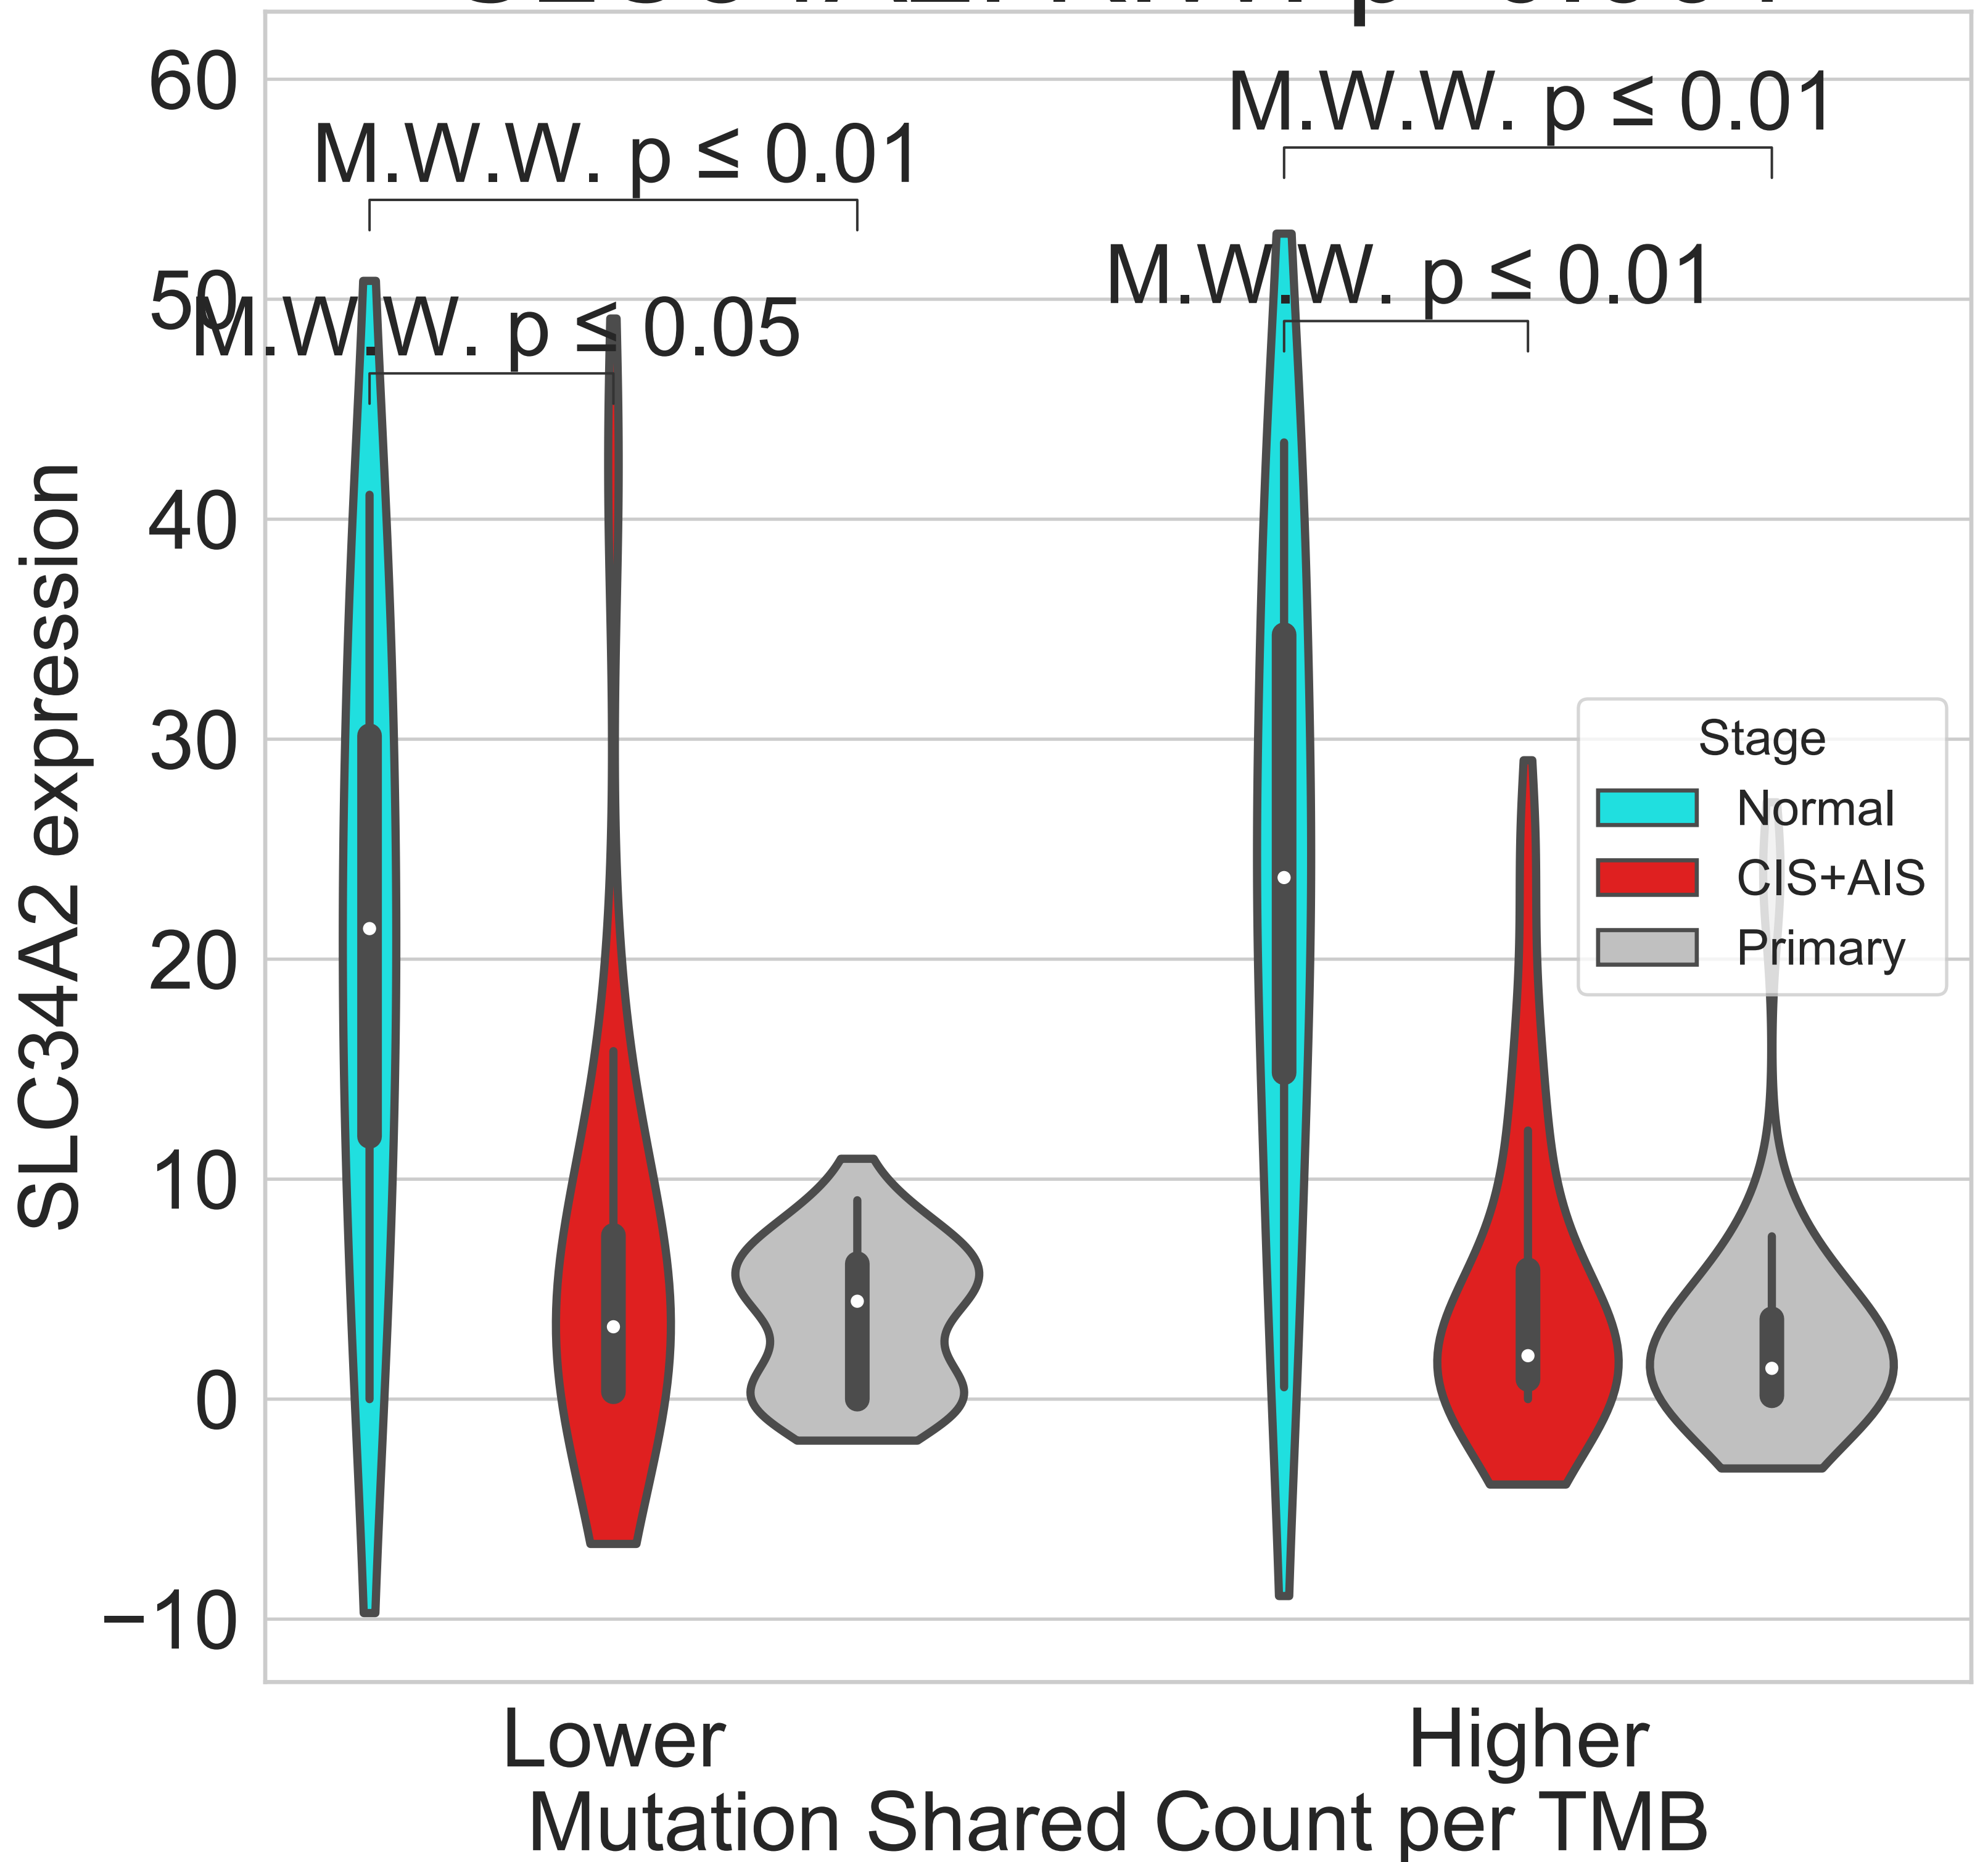 60
50
40
30
20
10
0
−10
SLC34A2 expression
M.W.W. p ≤ 0.01
M.W.W. p ≤ 0.05
M.W.W. p ≤ 0.01
M.W.W. p ≤ 0.01
Stage
Normal
CIS+AIS
Primary
Lower
Higher
Mutation Shared Count per TMB